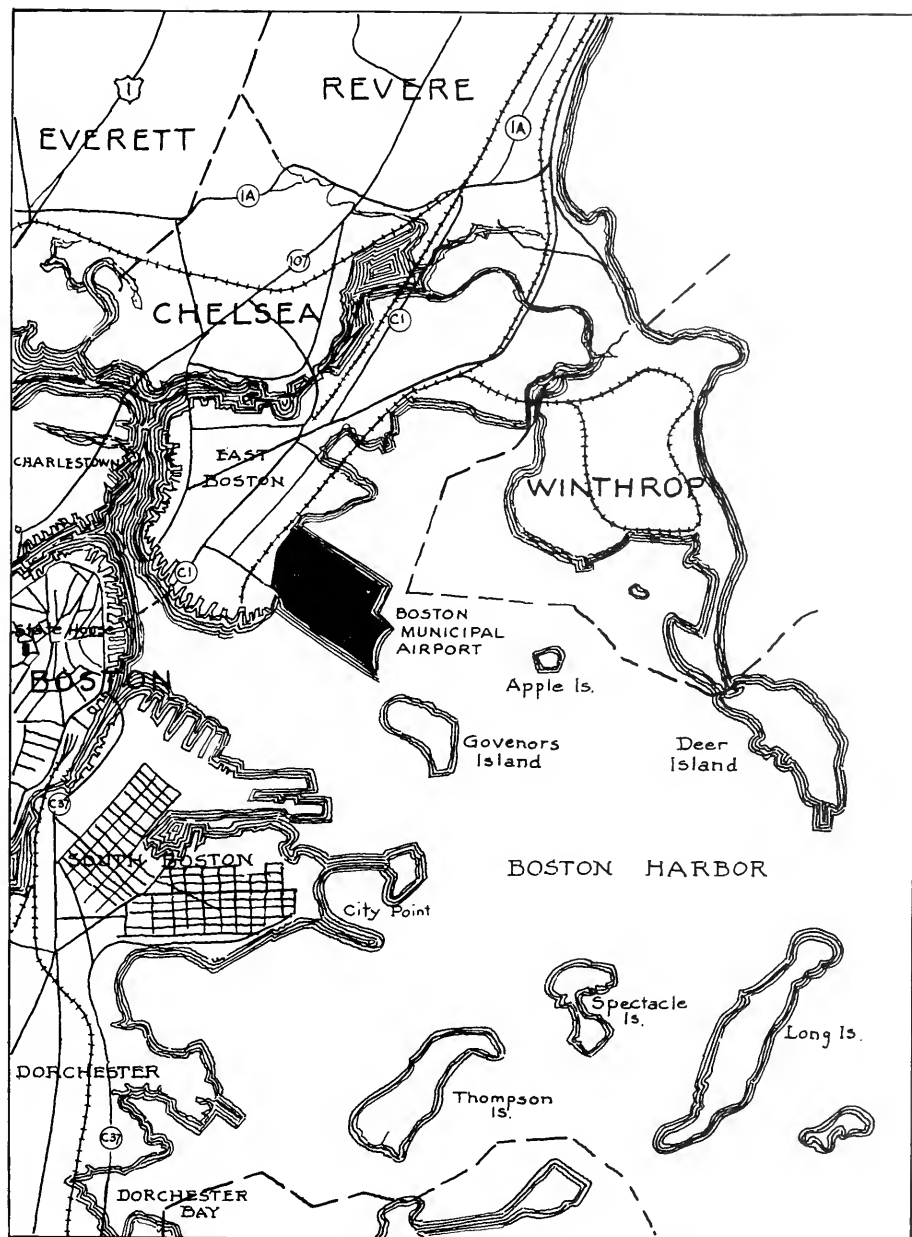 REVERE
1
EVERETT
1A
1A
107
CHELSEA
C1
CHARLESTOWN
EAST
BOSTON
WINTHROP
C1
BOSTON
MUNICIPAL
AIRPORT
State House
BOSTON
Apple Is.
Govenors
Island
Deer
Island
C37
SOUTH BOSTON
BOSTON HARBOR
City Point
Spectacle
Is.
Long Is.
DORCHESTER
Thompson
Is.
C37
DORCHESTER
BAY